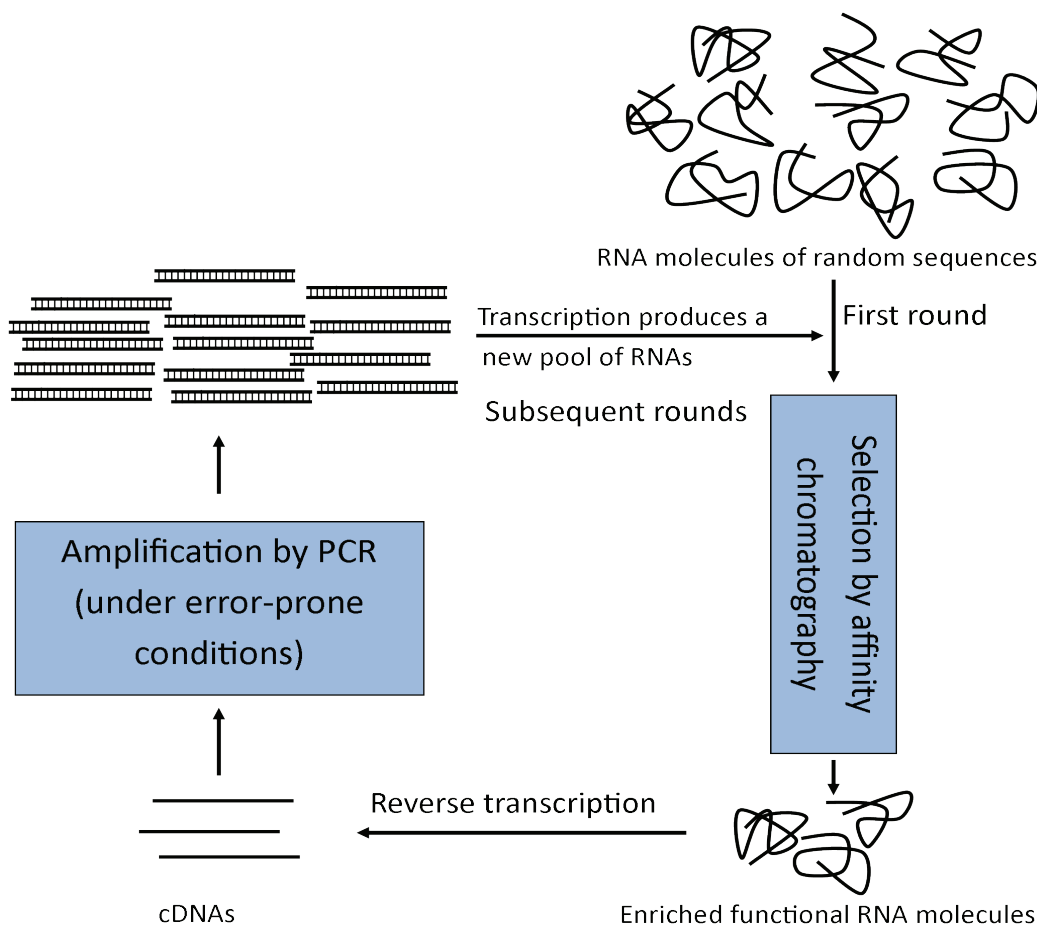 RNA molecules of random sequences
First round
Transcription produces a
new pool of RNAs
Subsequent rounds
Selection by affinity
chromatography
Amplification by PCR
(under error-prone
conditions)
Reverse transcription
cDNAs
Enriched functional RNA molecules